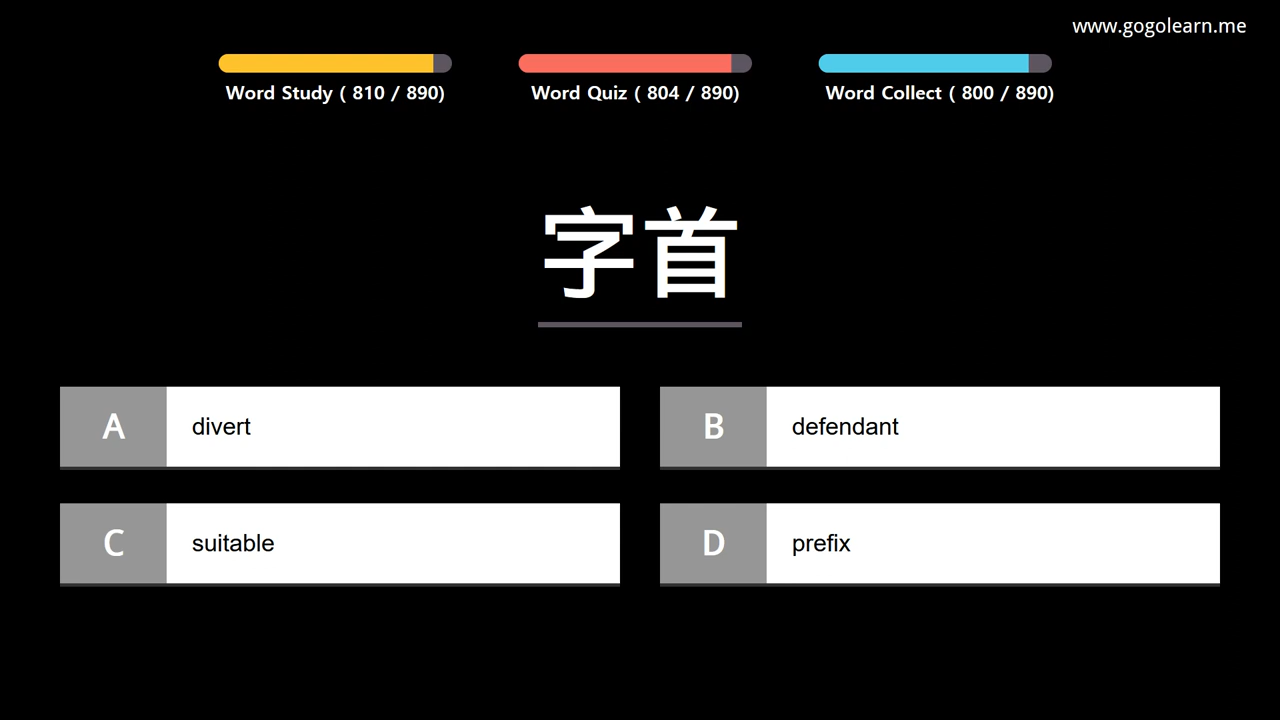 www.gogolearn.me
Word Study ( 810 / 890)
Word Quiz ( 804 / 890)
Word Collect ( 800 / 890)
字首
A divert
B defendant
C suitable
D prefix